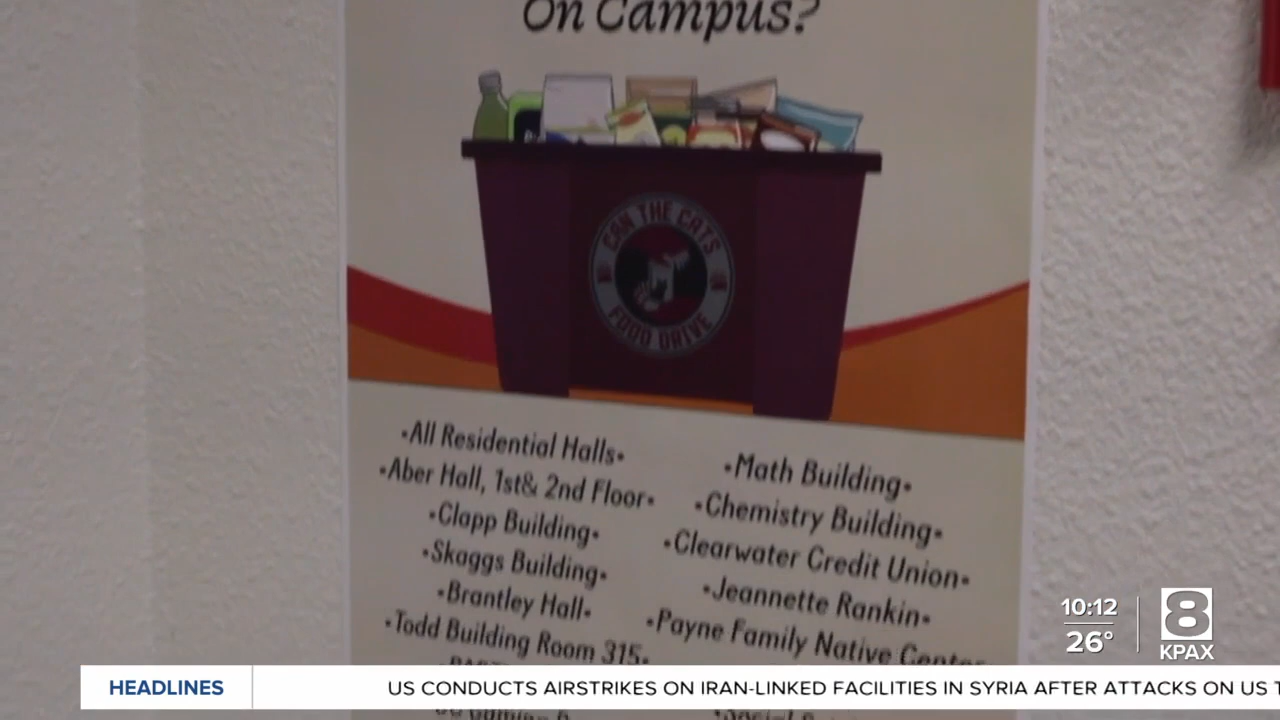 On Campus?
CAN THE CATS
FOOD DRIVE
•All Residential Halls•
•Aber Hall, 1st& 2nd Floor•
•Clapp Building•
•Skaggs Building•
•Brantley Hall•
•Todd Building Room 315•
•Math Building•
•Chemistry Building•
•Clearwater Credit Union•
•Jeannette Rankin•
•Payne Family Native Center
10:12
26°
8
KPAX
HEADLINES
US CONDUCTS AIRSTRIKES ON IRAN-LINKED FACILITIES IN SYRIA AFTER ATTACKS ON US T